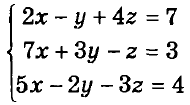 2x - y + 4z = 7
7x + 3y - z = 3
5x - 2y - 3z = 4